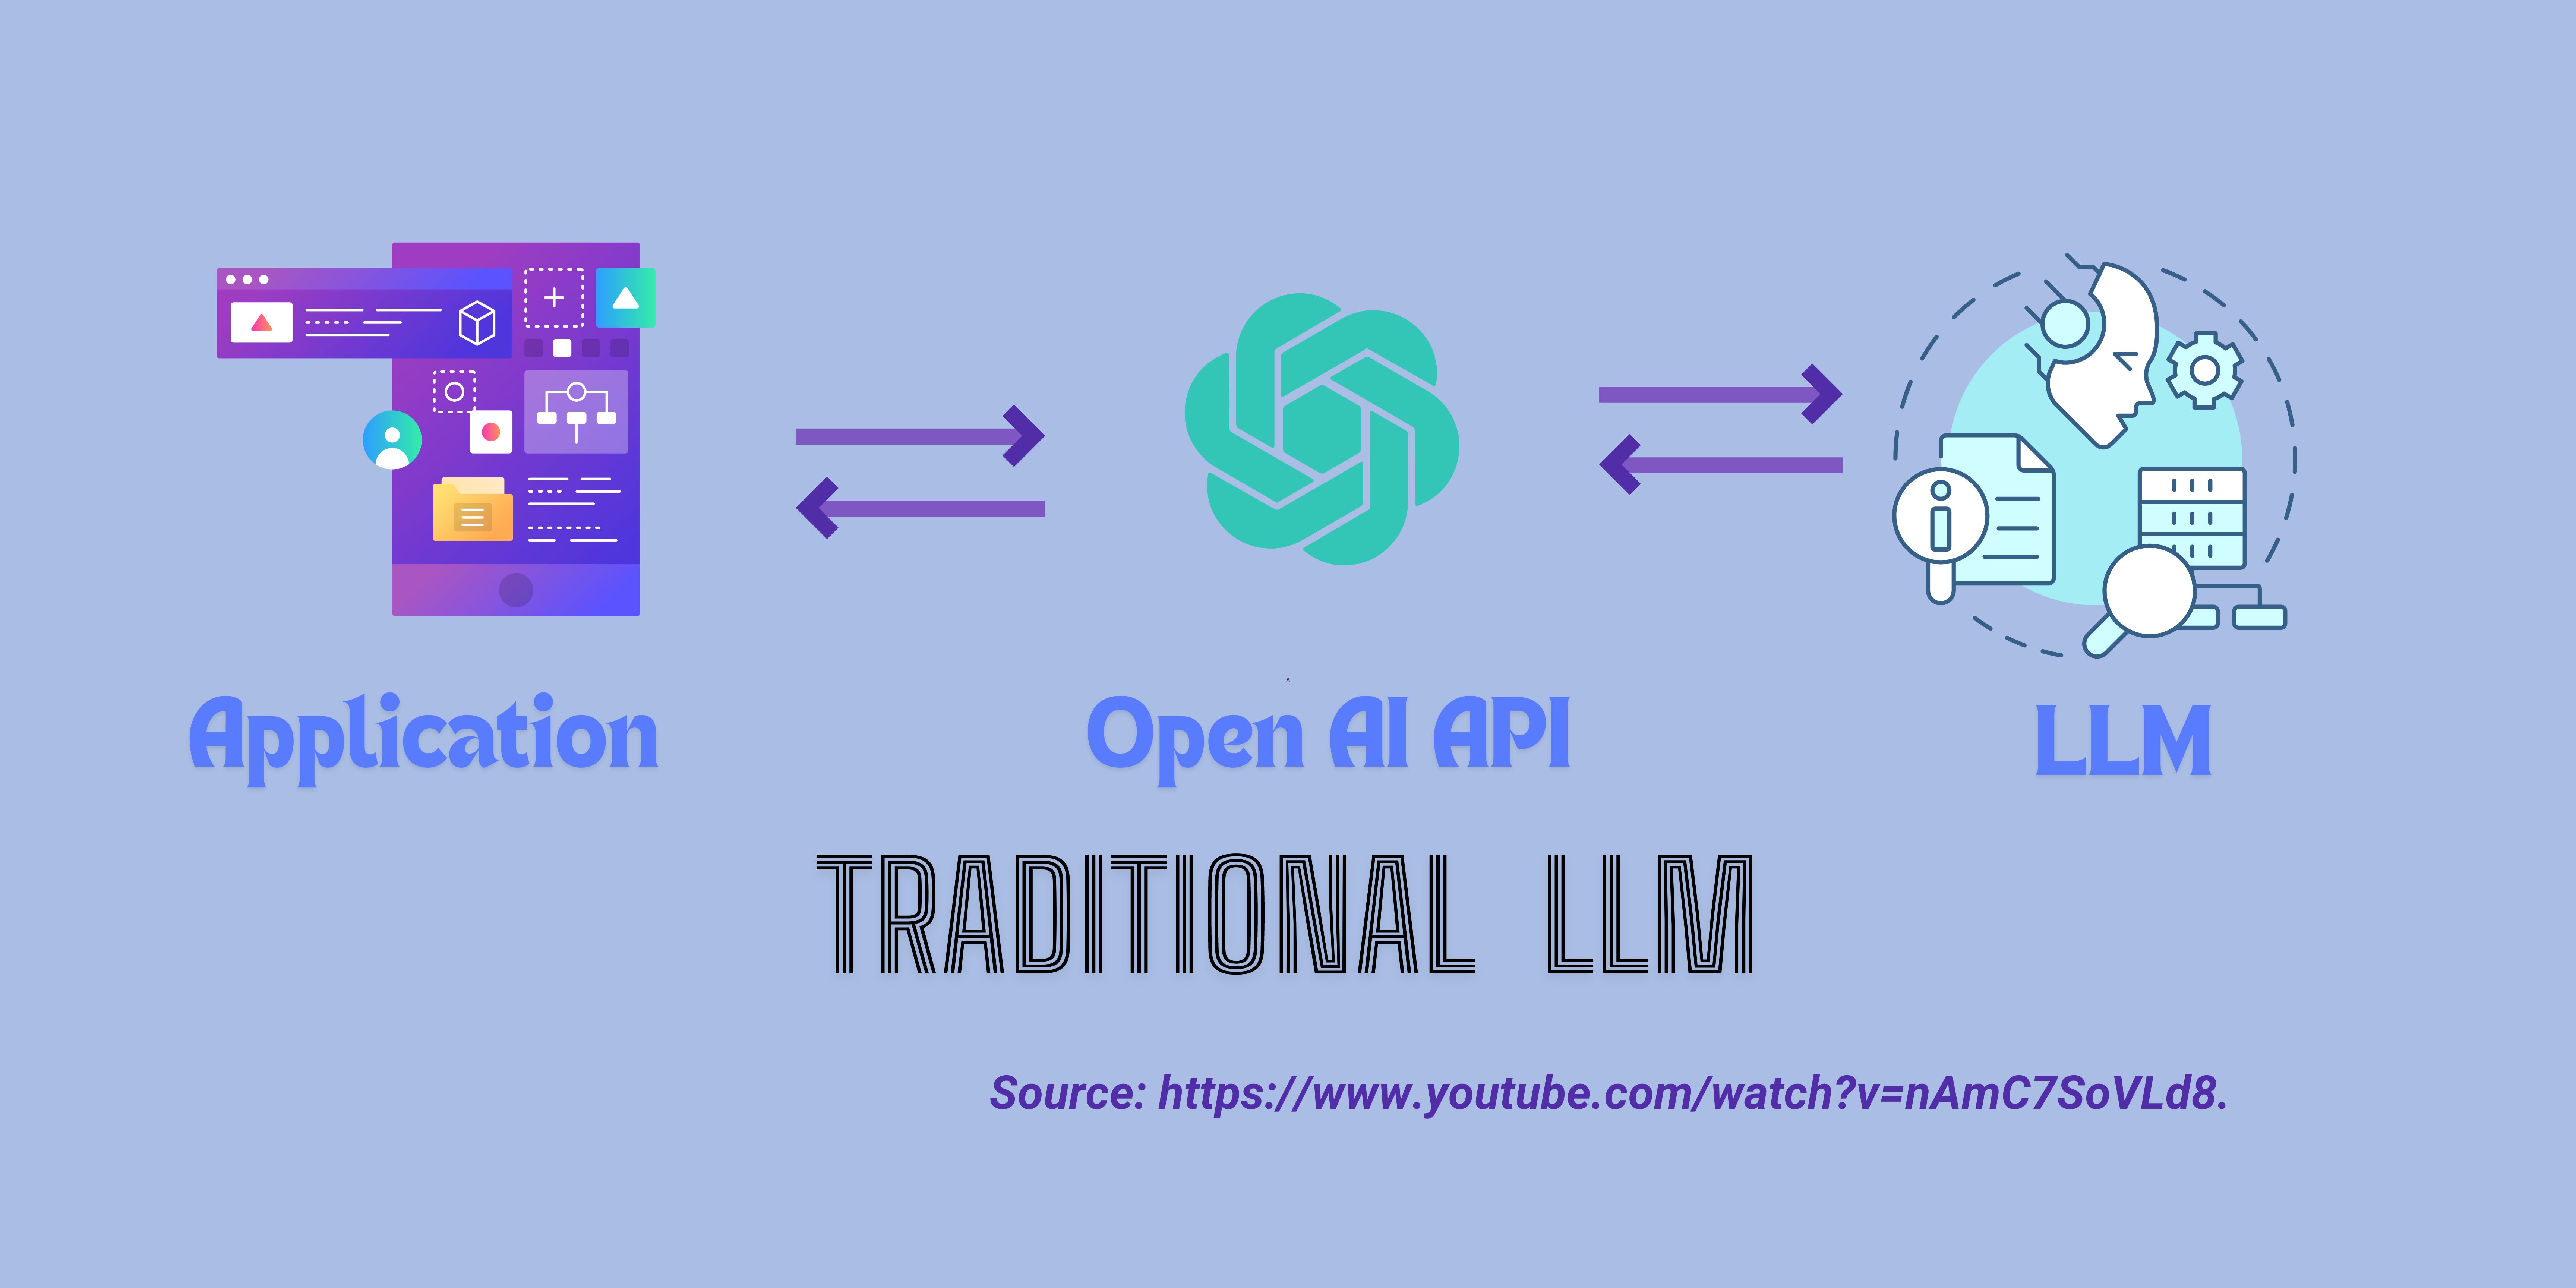 A
Application
Open AI API
LLM
TRADITIONAL LLM
Source: https://www.youtube.com/watch?v=nAmC7SoVLd8.